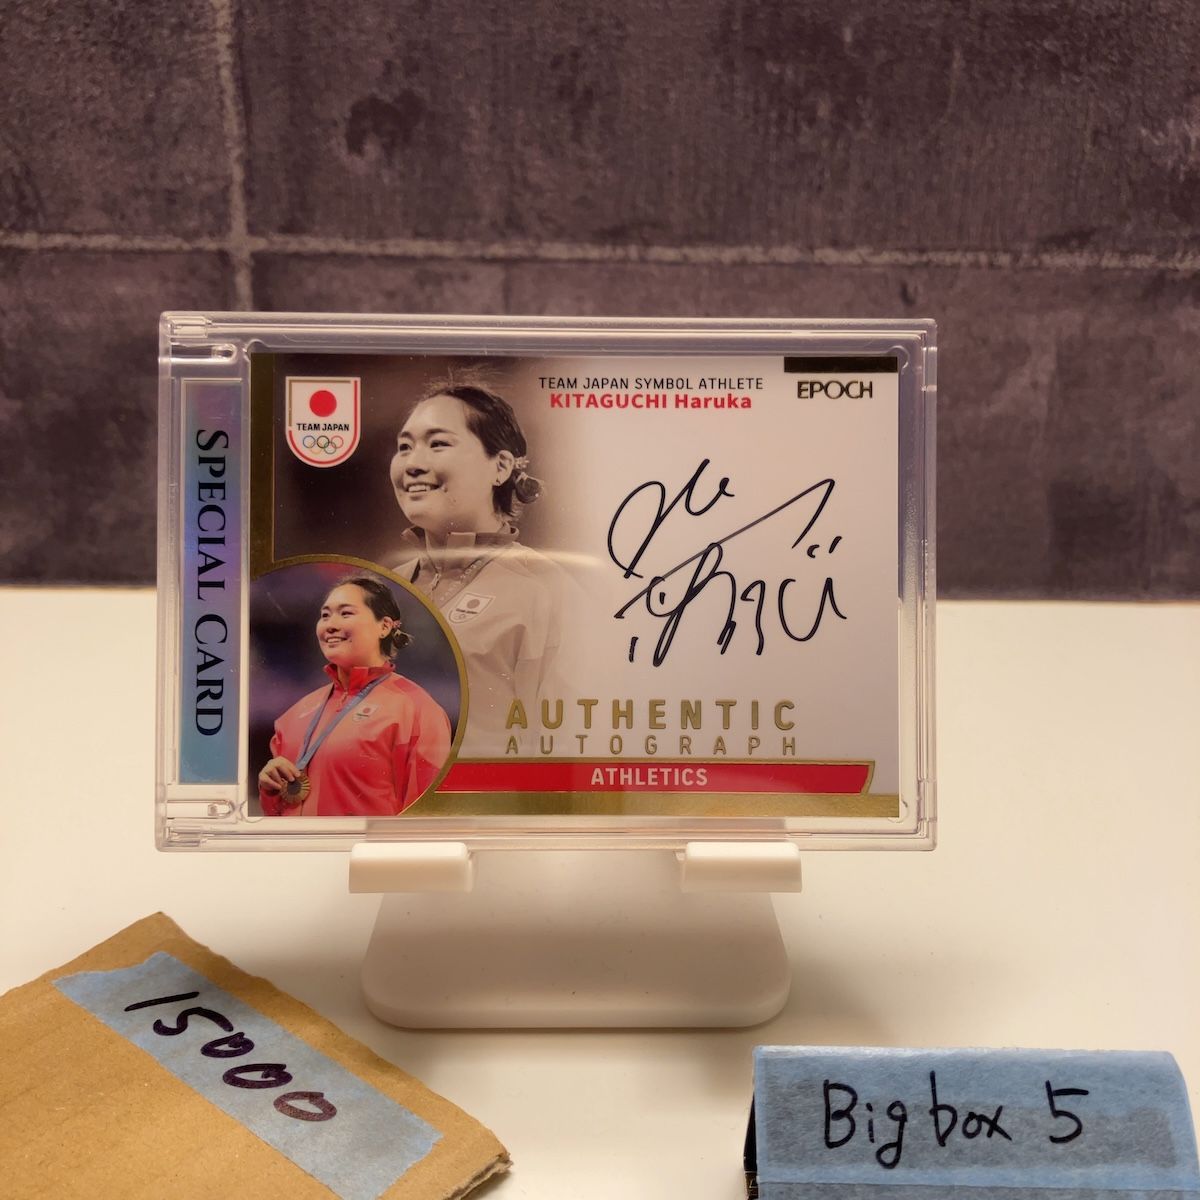 SPECIAL CARD
TEAM JAPAN
TEAM JAPAN SYMBOL ATHLETE
KITAGUCHI Haruka
EPOCH
AUTHENTIC
AUTOGRAPH
ATHLETICS
15000
Big box 5